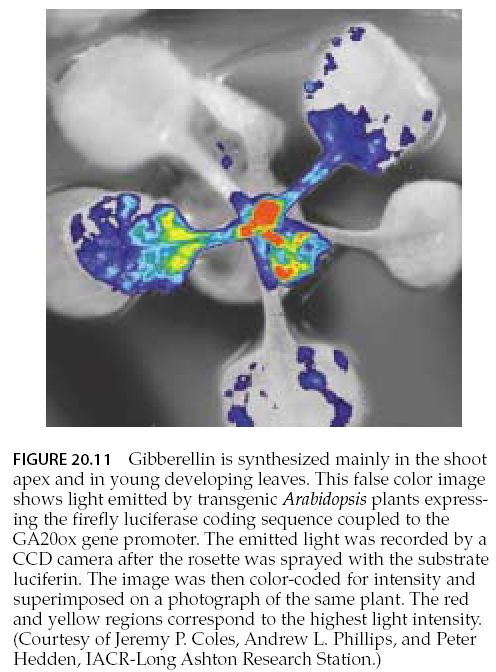 FIGURE 20.11 Gibberellin is synthesized mainly in the shoot
apex and in young developing leaves. This false color image
shows light emitted by transgenic Arabidopsis plants express-
ing the firefly luciferase coding sequence coupled to the
GA20ox gene promoter. The emitted light was recorded by a
CCD camera after the rosette was sprayed with the substrate
luciferin. The image was then color-coded for intensity and
superimposed on a photograph of the same plant. The red
and yellow regions correspond to the highest light intensity.
(Courtesy of Jeremy P. Coles, Andrew L. Phillips, and Peter
Hedden, IACR-Long Ashton Research Station.)